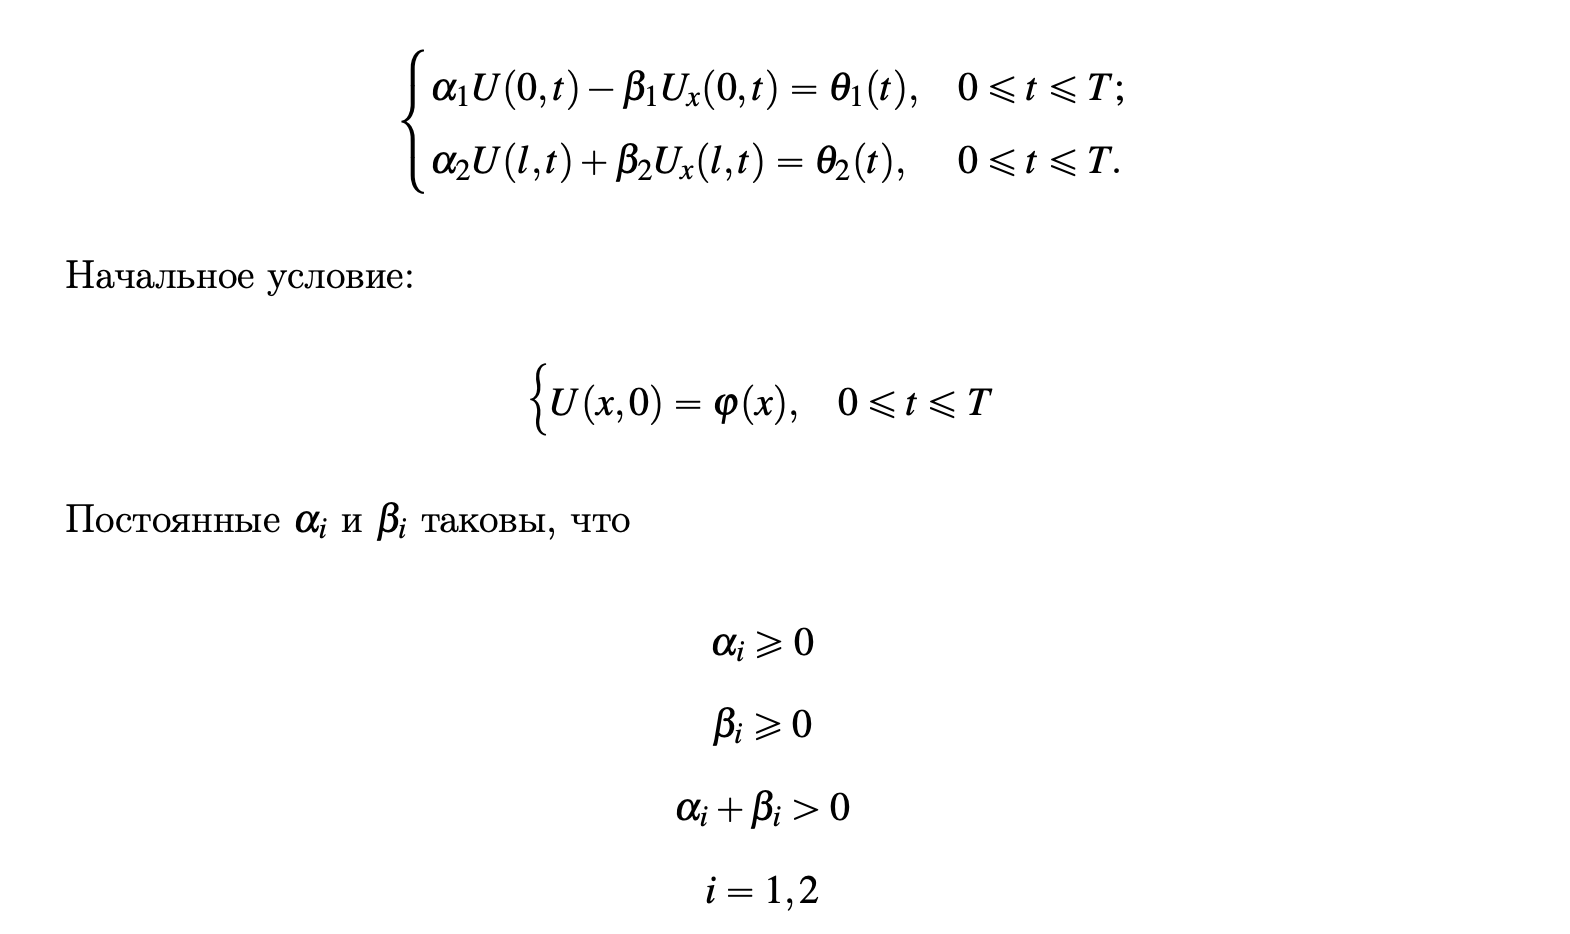 α₁U(0,t) − β₁Uₓ(0,t) = θ₁(t), 0 ⩽ t ⩽ T;
α₂U(l,t) + β₂Uₓ(l,t) = θ₂(t), 0 ⩽ t ⩽ T.
Начальное условие:
{U(x,0) = φ(x), 0 ⩽ t ⩽ T
Постоянные αᵢ и βᵢ таковы, что
αᵢ ⩾ 0
βᵢ ⩾ 0
αᵢ + βᵢ > 0
i = 1,2